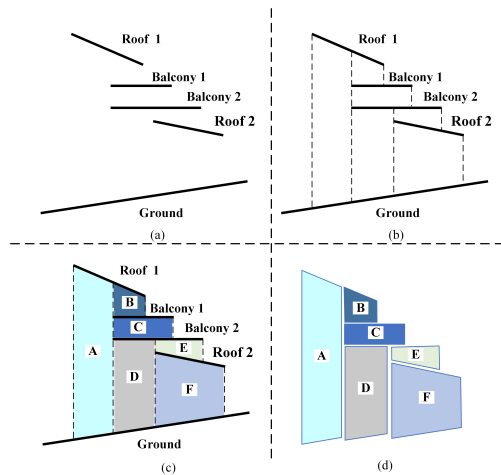 Roof 1
Balcony 1
Balcony 2
Roof 2
Ground
(a)
Roof 1
Balcony 1
Balcony 2
Roof 2
Ground
(b)
Roof 1
B
Balcony 1
C
Balcony 2
E
Roof 2
A
D
F
Ground
(c)
B
C
E
A
D
F
(d)